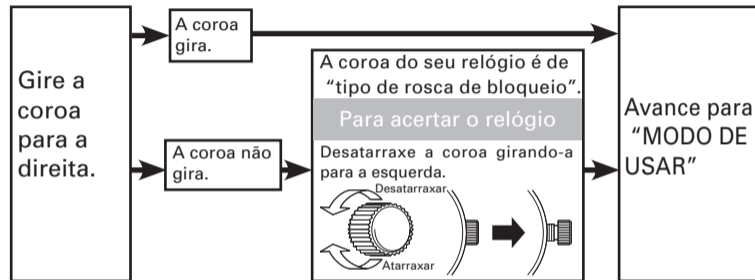 Gire a
coroa
para a
direita.
A coroa
gira.
A coroa não
gira.
A coroa do seu relógio é de
“tipo de rosca de bloqueio”.
Para acertar o relógio
Desatarraxe a coroa girando-a
para a esquerda.
Desatarraxar
Atarraxar
Avance para
“MODO DE
USAR”